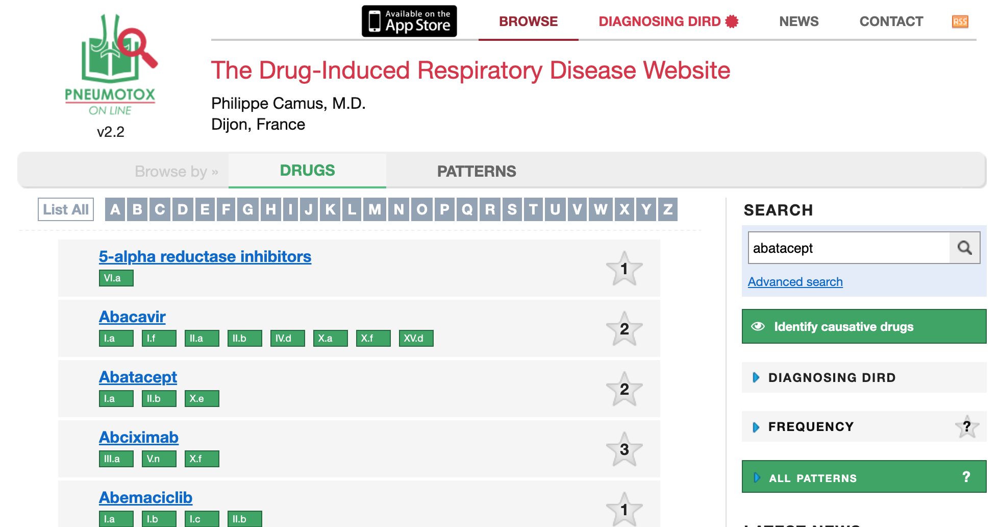 Available on the
App Store
BROWSE
DIAGNOSING DIRD
NEWS
CONTACT
RSS
PNEUMOTOX
ON LINE
v2.2
The Drug-Induced Respiratory Disease Website
Philippe Camus, M.D.
Dijon, France
Browse by »
DRUGS
PATTERNS
List All
A B C D E F G H I J K L M N O P Q R S T U V W X Y Z
5-alpha reductase inhibitors
VI.a
1
Abacavir
I.a I.f II.a II.b IV.d X.a X.f XV.d
2
Abatacept
I.a II.b X.e
2
Abciximab
III.a V.n X.f
3
Abemaciclib
I.a I.b I.c II.b
1
SEARCH
abatacept
Advanced search
Identify causative drugs
DIAGNOSING DIRD
FREQUENCY ?
ALL PATTERNS ?
LATEST NEWS